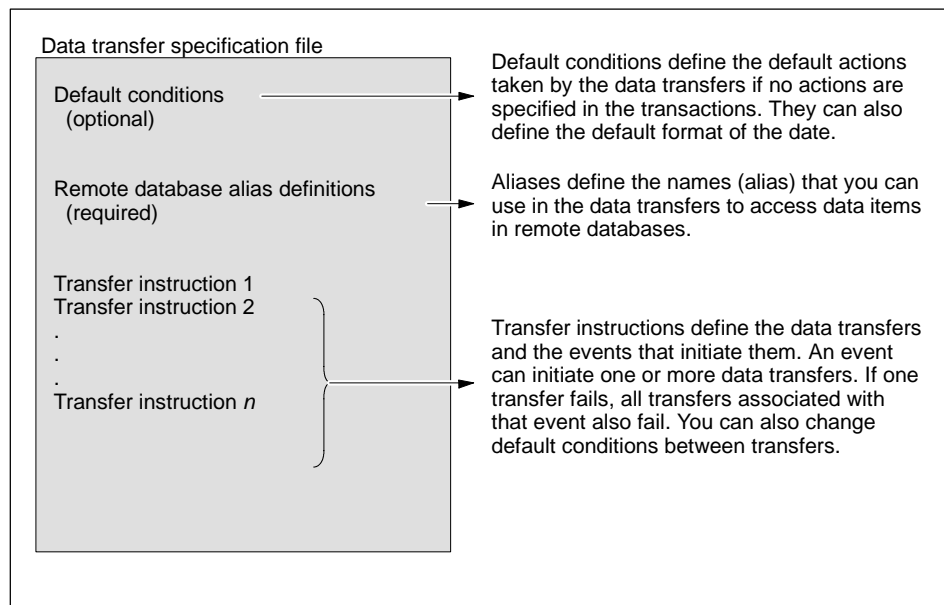 Data transfer specification file
Default conditions
(optional)
Default conditions define the default actions
taken by the data transfers if no actions are
specified in the transactions. They can also
define the default format of the date.
Remote database alias definitions
(required)
Aliases define the names (alias) that you can
use in the data transfers to access data items
in remote databases.
Transfer instruction 1
Transfer instruction 2
.
.
.
Transfer instruction n
Transfer instructions define the data transfers
and the events that initiate them. An event
can initiate one or more data transfers. If one
transfer fails, all transfers associated with
that event also fail. You can also change
default conditions between transfers.